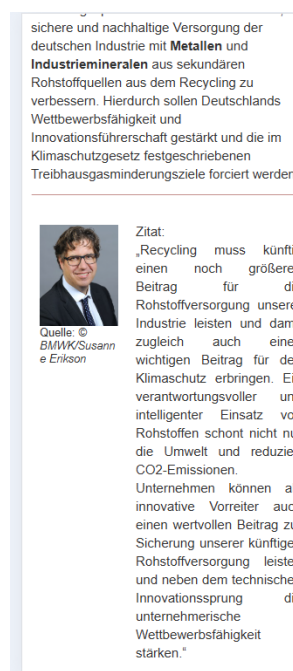 sichere und nachhaltige Versorgung der
deutschen Industrie mit Metallen und
Industriemineralen aus sekundären
Rohstoffquellen aus dem Recycling zu
verbessern. Hierdurch sollen Deutschlands
Wettbewerbsfähigkeit und
Innovationsführerschaft gestärkt und die im
Klimaschutzgesetz festgeschriebenen
Treibhausgasminderungsziele forciert werden
Quelle: ©
BMWK/Susann
e Erikson
Zitat:
„Recycling muss künfti
einen noch größere
Beitrag für di
Rohstoffversorgung unsere
Industrie leisten und dam
zugleich auch eine
wichtigen Beitrag für de
Klimaschutz erbringen. Ei
verantwortungsvoller un
intelligenter Einsatz vo
Rohstoffen schont nicht nu
die Umwelt und reduzie
CO2-Emissionen.
Unternehmen können al
innovative Vorreiter auc
einen wertvollen Beitrag zu
Sicherung unserer künftige
Rohstoffversorgung leiste
und neben dem technische
Innovationssprung di
unternehmerische
Wettbewerbsfähigkeit
stärken.“